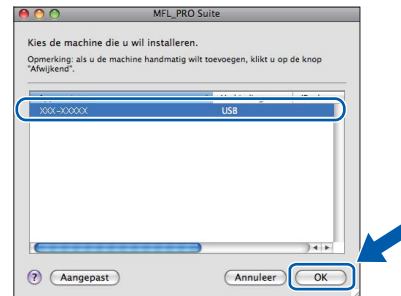 MFL_PRO Suite
Kies de machine die u wil installeren.
Opmerking: als u de machine handmatig wilt toevoegen, klikt u op de knop
"Afwijkend".
XXX-XXXXX USB
? Aangepast Annuleer OK